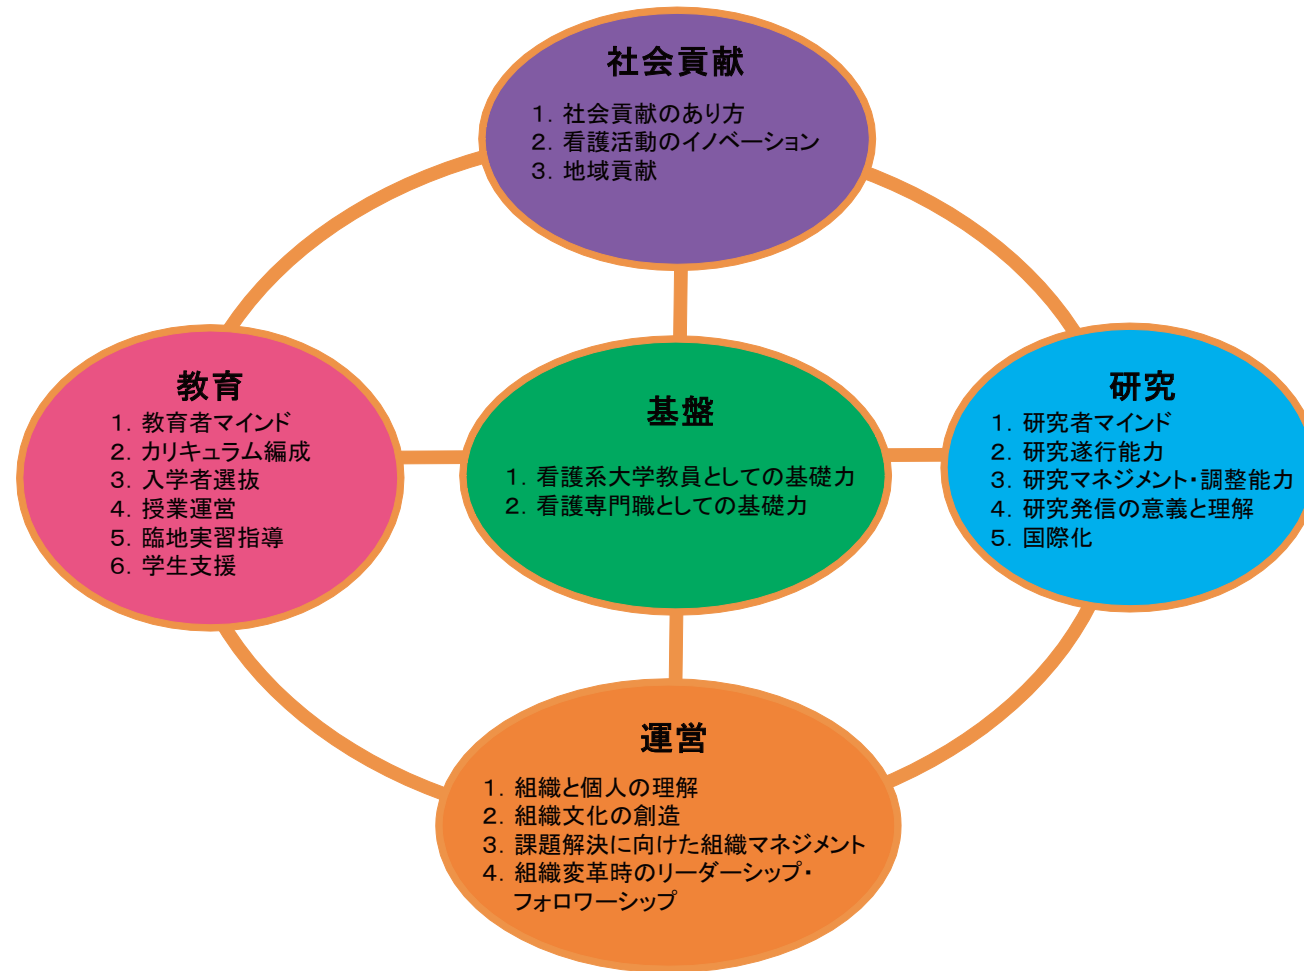 社会貢献
１．社会貢献のあり方
２．看護活動のイノベーション
３．地域貢献
教育
１．教育者マインド
２．カリキュラム編成
３．入学者選抜
４．授業運営
５．臨地実習指導
６．学生支援
基盤
１．看護系大学教員としての基礎力
２．看護専門職としての基礎力
研究
１．研究者マインド
２．研究遂行能力
３．研究マネジメント・調整能力
４．研究発信の意義と理解
５．国際化
運営
１．組織と個人の理解
２．組織文化の創造
３．課題解決に向けた組織マネジメント
４．組織変革時のリーダーシップ・
フォロワーシップ